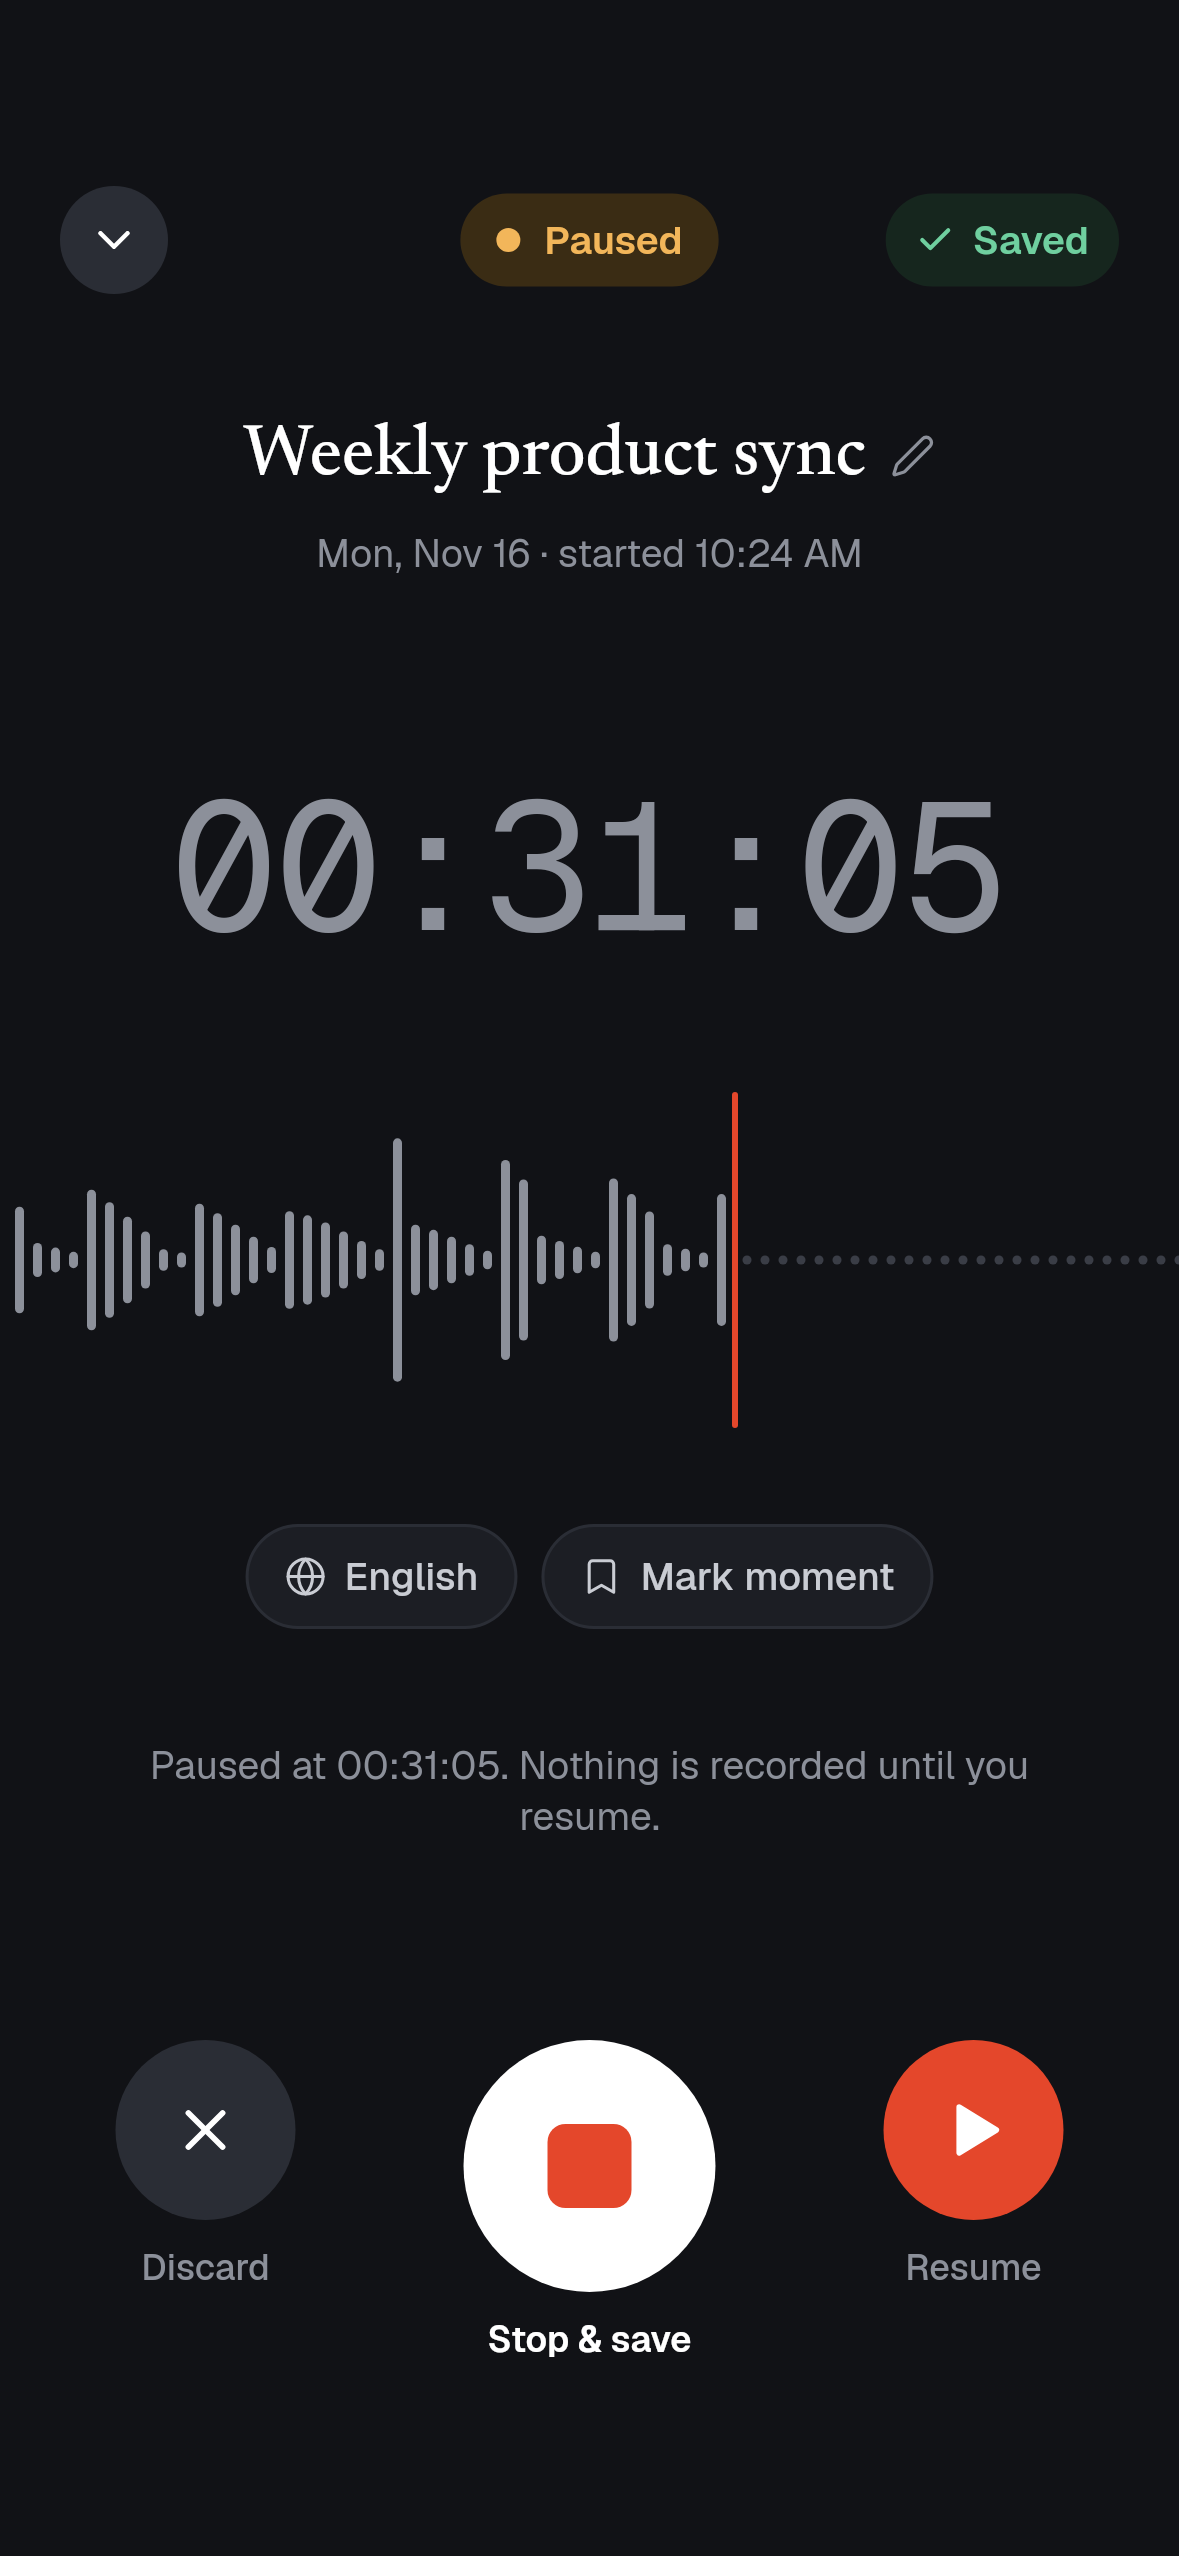 Paused
Saved
Weekly product sync
Mon, Nov 16 · started 10:24 AM
00:31:05
English
Mark moment
Paused at 00:31:05. Nothing is recorded until you
resume.
Discard
Resume
Stop & save